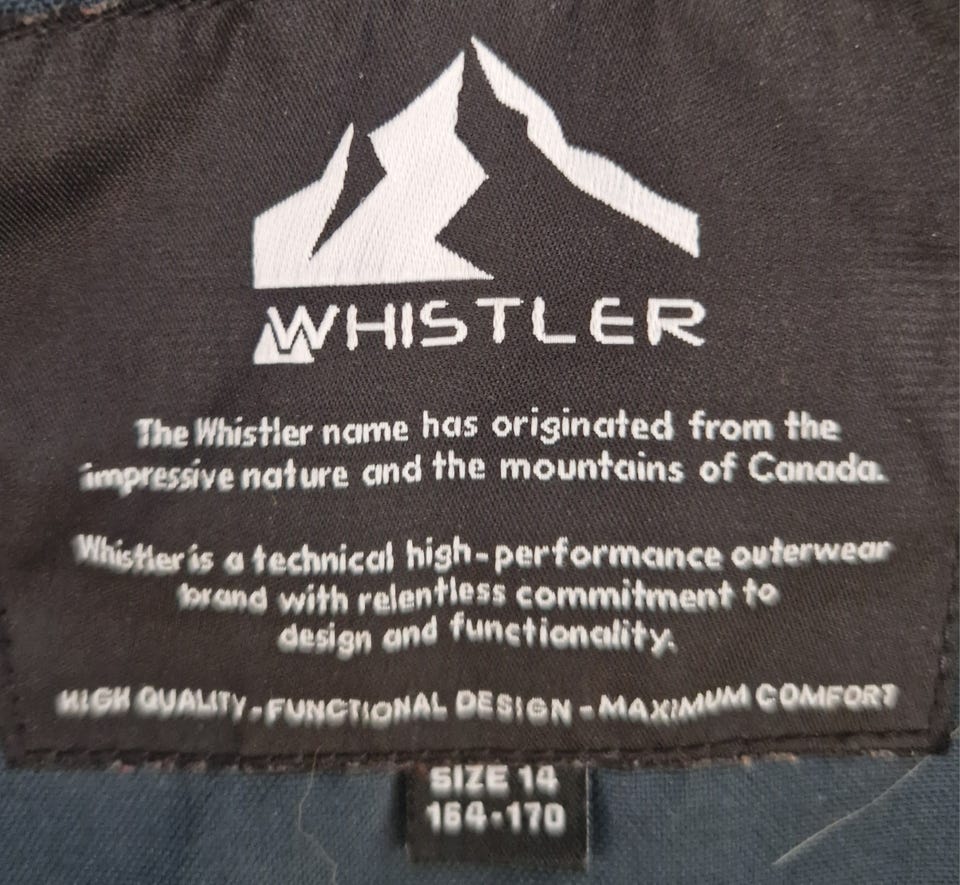 WHISTLER
The Whistler name has originated from the
impressive nature and the mountains of Canada.
Whistler is a technical high-performance outerwear
brand with relentless commitment to
design and functionality.
HIGH QUALITY-FUNCTIONAL DESIGN-MAXIMUM COMFORT
SIZE 14
164-170